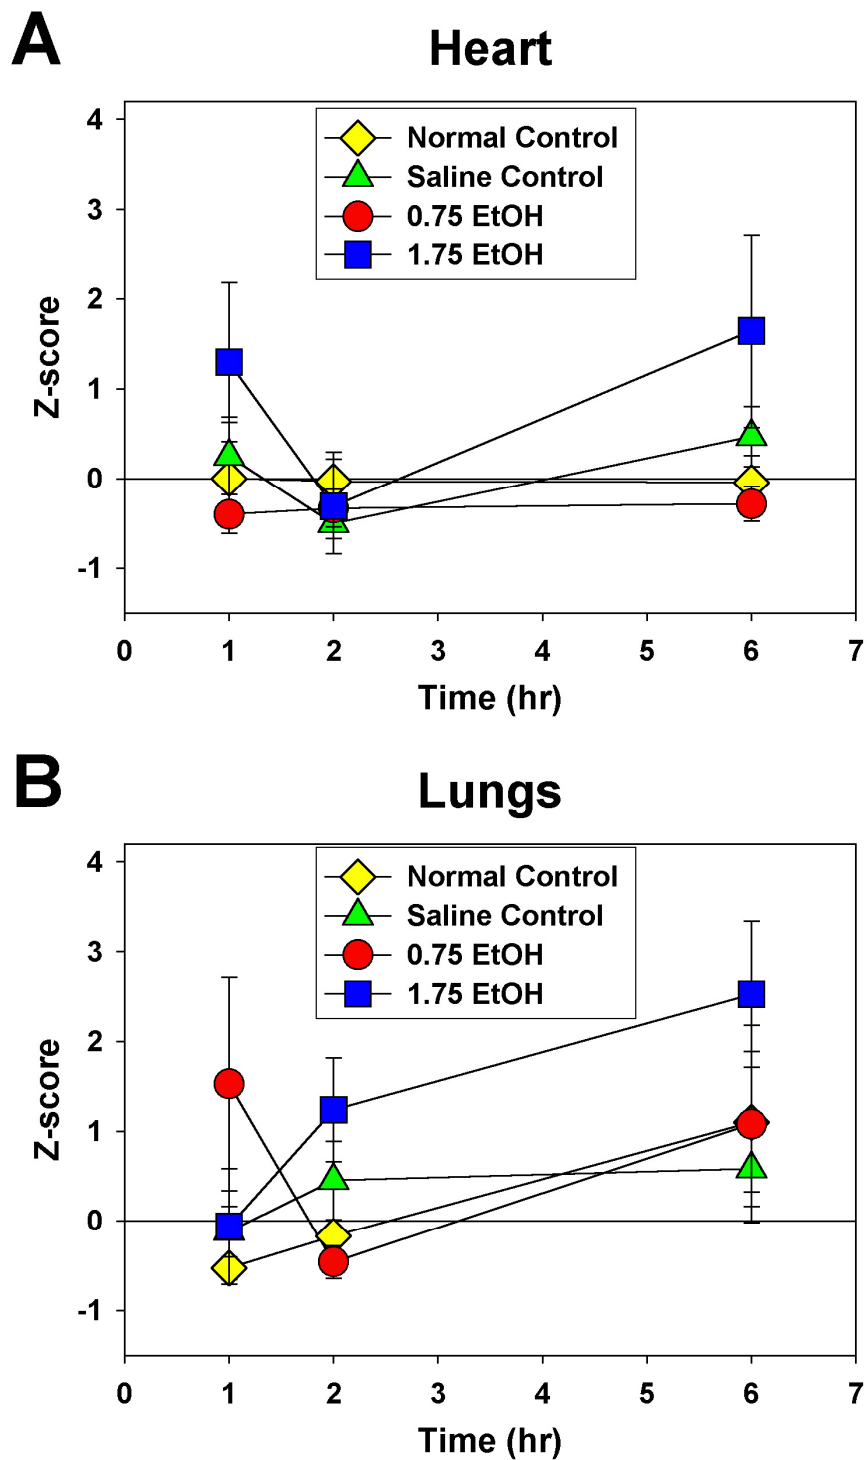 A
Heart
4
Normal Control
Saline Control
3
0.75 EtOH
1.75 EtOH
2
Z-score
1
0
-1
0 1 2 3 4 5 6 7
Time (hr)
B
Lungs
4
Normal Control
Saline Control
3
0.75 EtOH
1.75 EtOH
2
Z-score
1
0
-1
0 1 2 3 4 5 6 7
Time (hr)